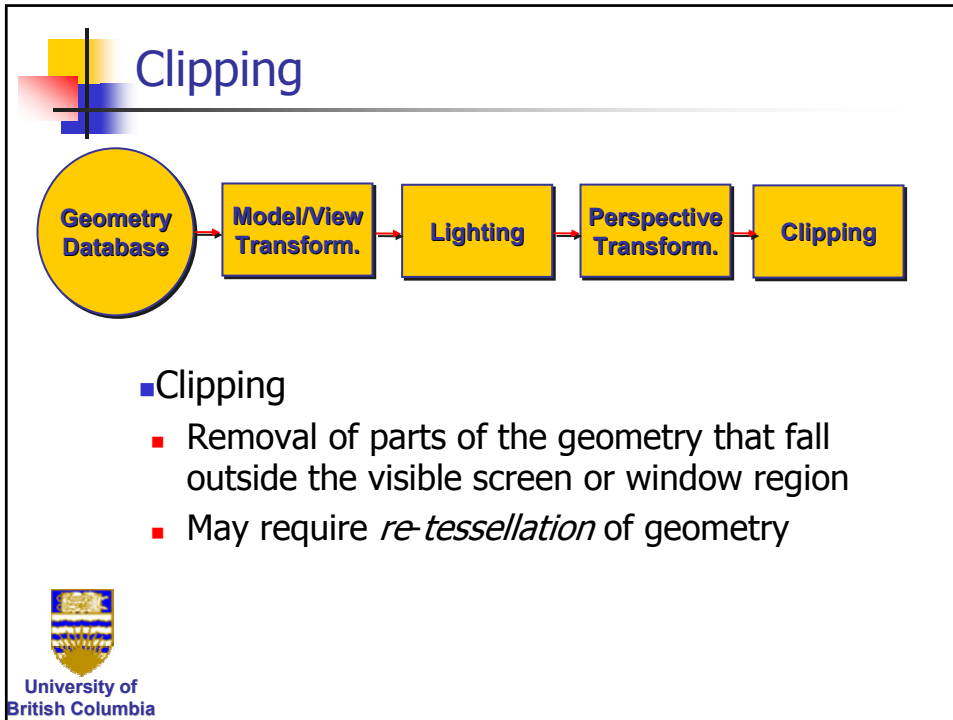 Clipping
Geometry
Database
Model/View
Transform.
Lighting
Perspective
Transform.
Clipping
Clipping
Removal of parts of the geometry that fall
outside the visible screen or window region
May require re-tessellation of geometry
University of
British Columbia